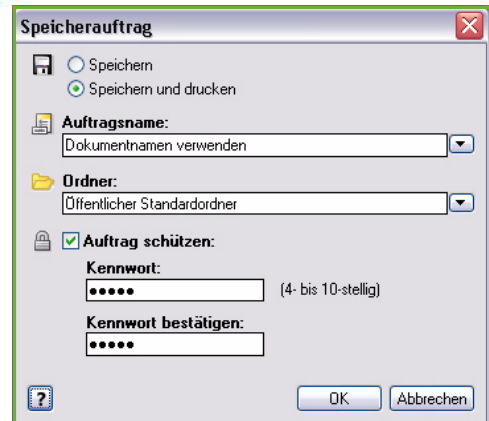 Speicherauftrag
Speichern
Speichern und drucken
Auftragsname:
Dokumentnamen verwenden
Ordner:
Öffentlicher Standardordner
Auftrag schützen:
Kennwort:
●●●●● (4- bis 10-stellig)
Kennwort bestätigen:
●●●●●
? OK Abbrechen